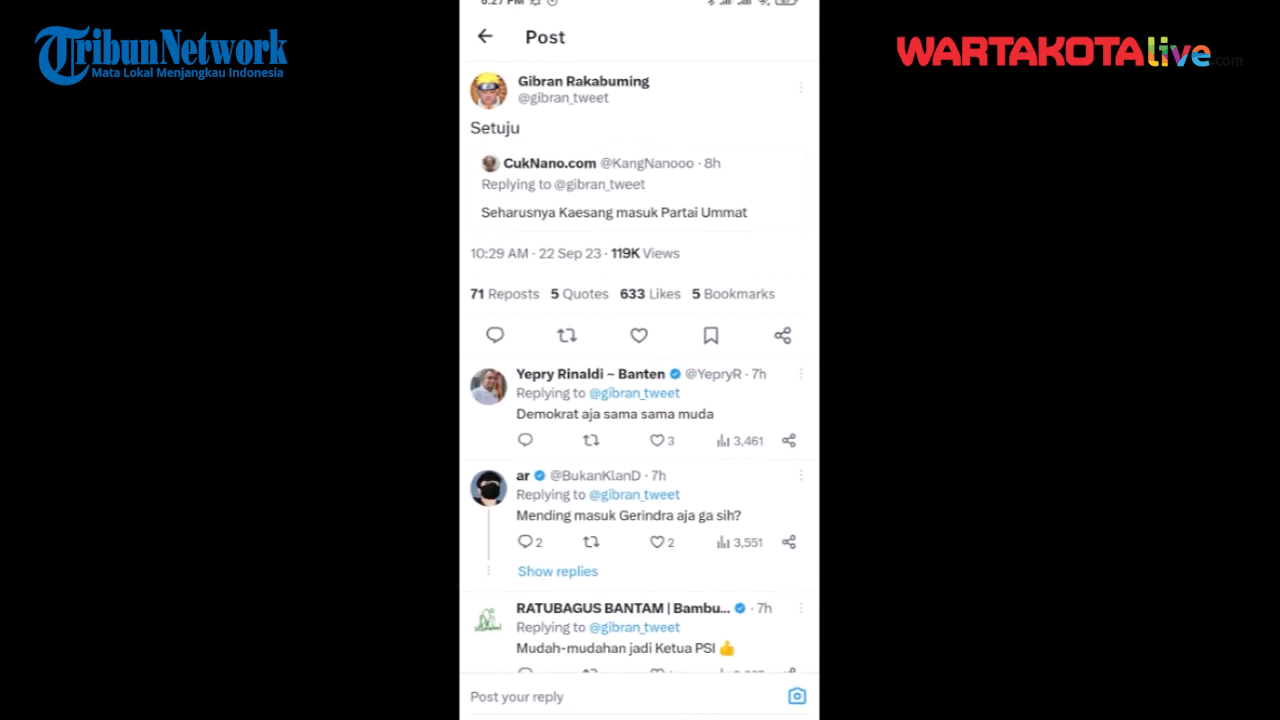 TribunNetwork
Mata Lokal Menjangkau Indonesia
WARTAKOTAlive.com
6:27 PM
Post
Gibran Rakabuming
@gibran_tweet
Setuju
CukNano.com @KangNanooo · 8h
Replying to @gibran_tweet
Seharusnya Kaesang masuk Partai Ummat
10:29 AM · 22 Sep 23 · 119K Views
71 Reposts 5 Quotes 633 Likes 5 Bookmarks
Yepry Rinaldi ~ Banten @YepryR · 7h
Replying to @gibran_tweet
Demokrat aja sama sama muda
3 3,461
ar @BukanKlanD · 7h
Replying to @gibran_tweet
Mending masuk Gerindra aja ga sih?
2 2 3,551
Show replies
RATUBAGUS BANTAM | Bambu... · 7h
Replying to @gibran_tweet
Mudah-mudahan jadi Ketua PSI 👍
Post your reply